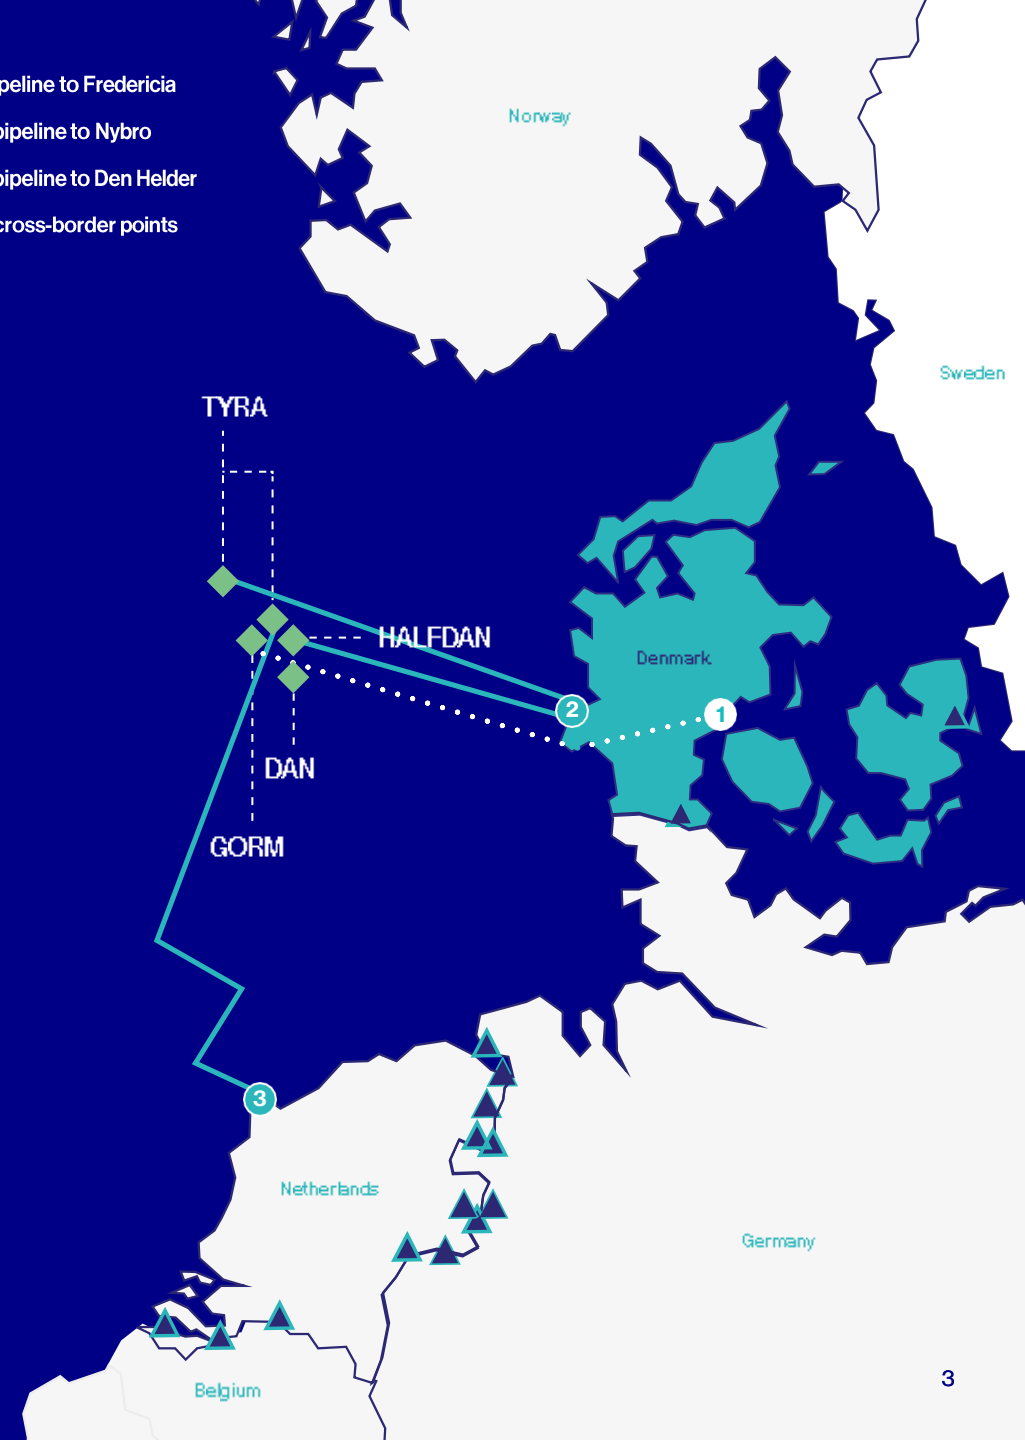 peline to Fredericia
pipeline to Nybro
pipeline to Den Helder
cross-border points
Norway
Sweden
TYRA
HALFDAN
Denmark
2
1
DAN
GORM
3
Netherlands
Germany
Belgium
3